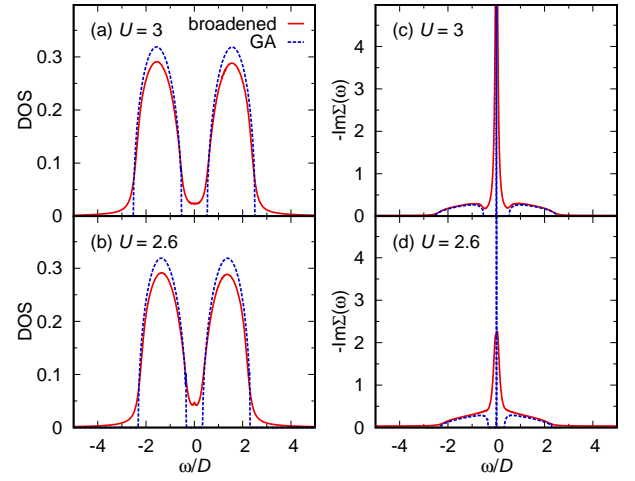 (a) U = 3
broadened
GA
DOS
0.3
0.2
0.1
0
(b) U = 2.6
DOS
0.3
0.2
0.1
0
-4 -2 0 2 4
ω/D
(c) U = 3
-ImΣ(ω)
4
3
2
1
0
(d) U = 2.6
-ImΣ(ω)
4
3
2
1
0
-4 -2 0 2 4
ω/D